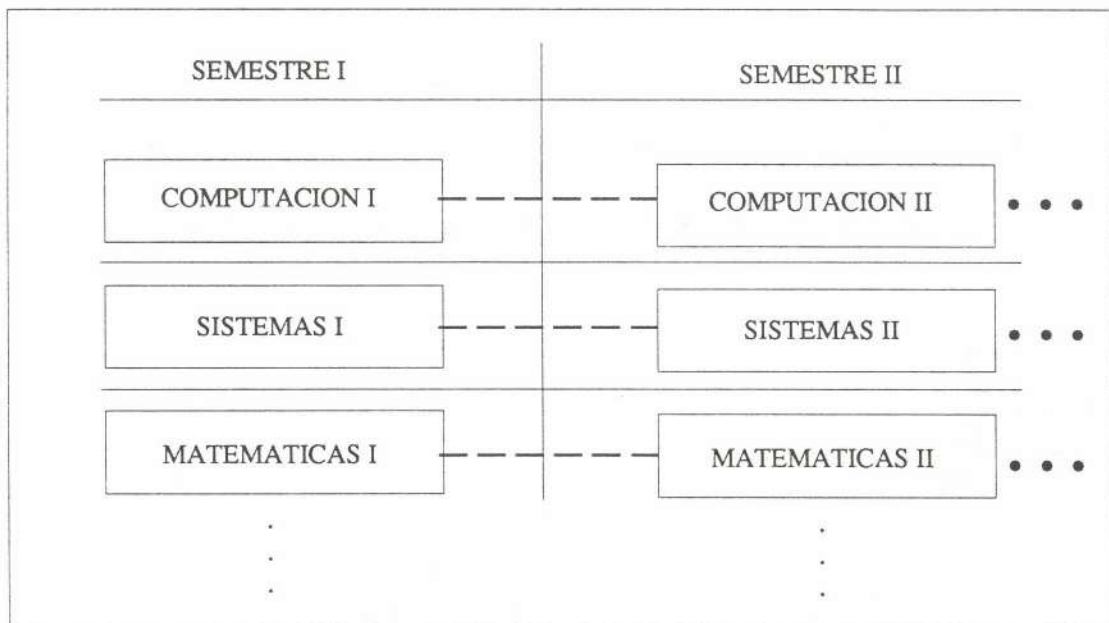 SEMESTRE I
SEMESTRE II
COMPUTACION I
COMPUTACION II
SISTEMAS I
SISTEMAS II
MATEMATICAS I
MATEMATICAS II